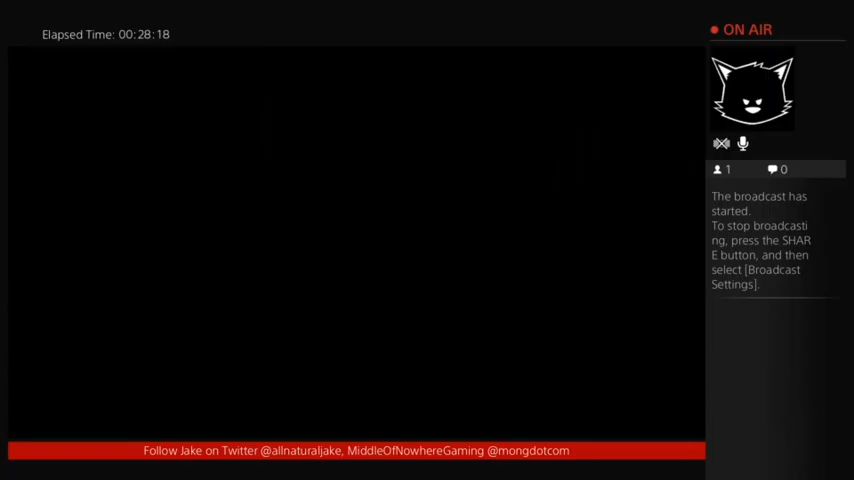 Elapsed Time: 00:28:18
ON AIR
1
0
The broadcast has
started.
To stop broadcasti
ng, press the SHAR
E button, and then
select [Broadcast
Settings].
Follow Jake on Twitter @allnaturaljake, MiddleOfNowhereGaming @mongdotcom